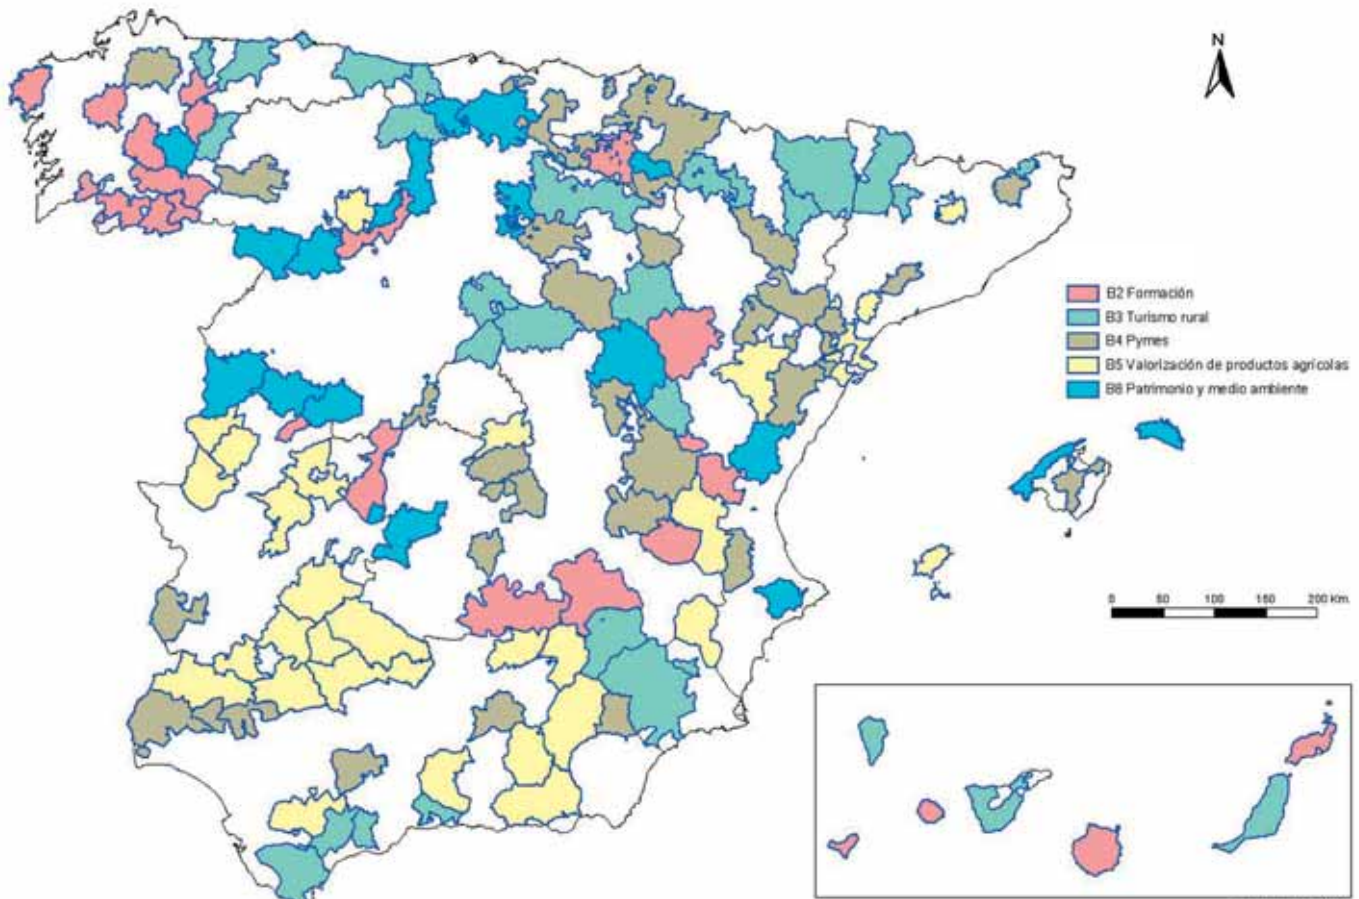 N
B2 Formación
B3 Turismo rural
B4 Pymes
B5 Valorización de productos agrícolas
B6 Patrimonio y medio ambiente
0 50 100 150 200 Km.